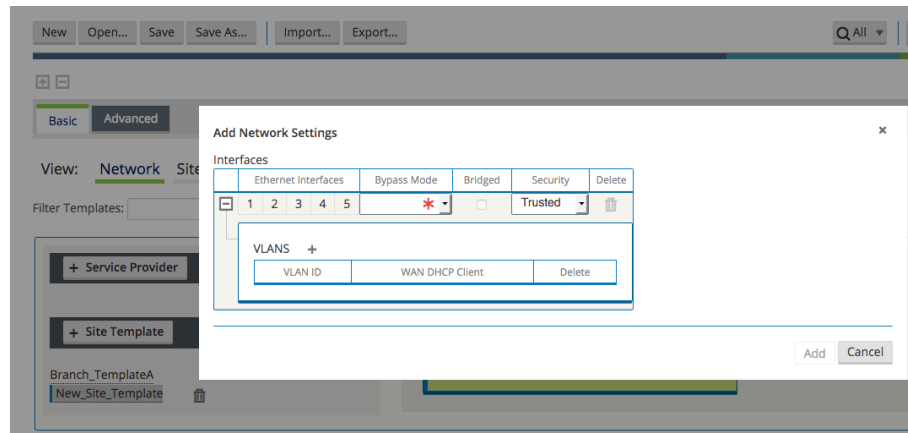 New Open... Save Save As... Import... Export... All
Basic Advanced
Add Network Settings ×
View: Network Site
Interfaces
Ethernet Interfaces Bypass Mode Bridged Security Delete
1 2 3 4 5 * Trusted
Filter Templates:
VLANS +
VLAN ID WAN DHCP Client Delete
+ Service Provider
+ Site Template
Add Cancel
Branch_TemplateA
New_Site_Template